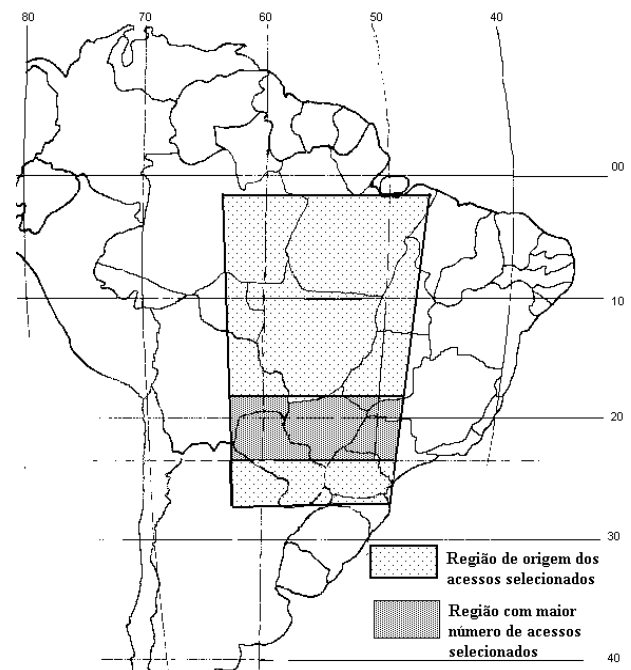 80
70
60
50
40
00
10
20
30
Região de origem dos
acessos selecionados
Região com maior
número de acessos
selecionados
40